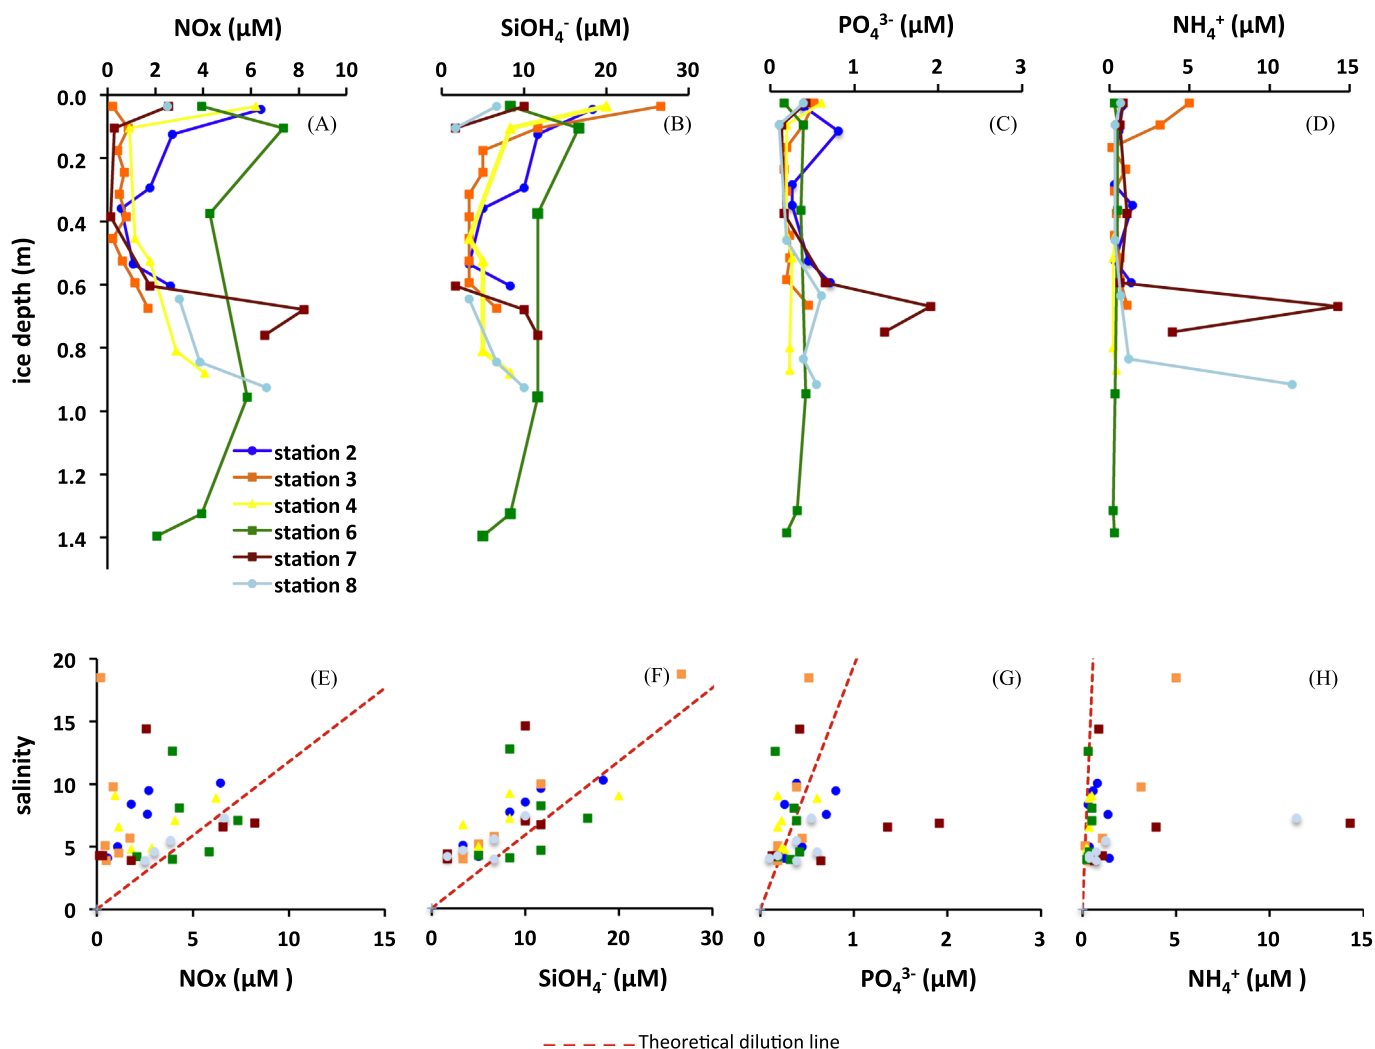 NOx (µM)
SiOH4- (µM)
PO43- (µM)
NH4+ (µM)
0 2 4 6 8 10
0 10 20 30
0 1 2 3
0 5 10 15
0.0
0.2
0.4
0.6
0.8
1.0
1.2
1.4
ice depth (m)
(A)
(B)
(C)
(D)
station 2
station 3
station 4
station 6
station 7
station 8
20
15
10
5
0
salinity
(E)
(F)
(G)
(H)
0 5 10 15
0 10 20 30
0 1 2 3
0 5 10 15
NOx (µM )
SiOH4- (µM)
PO43- (µM)
NH4+ (µM )
Theoretical dilution line